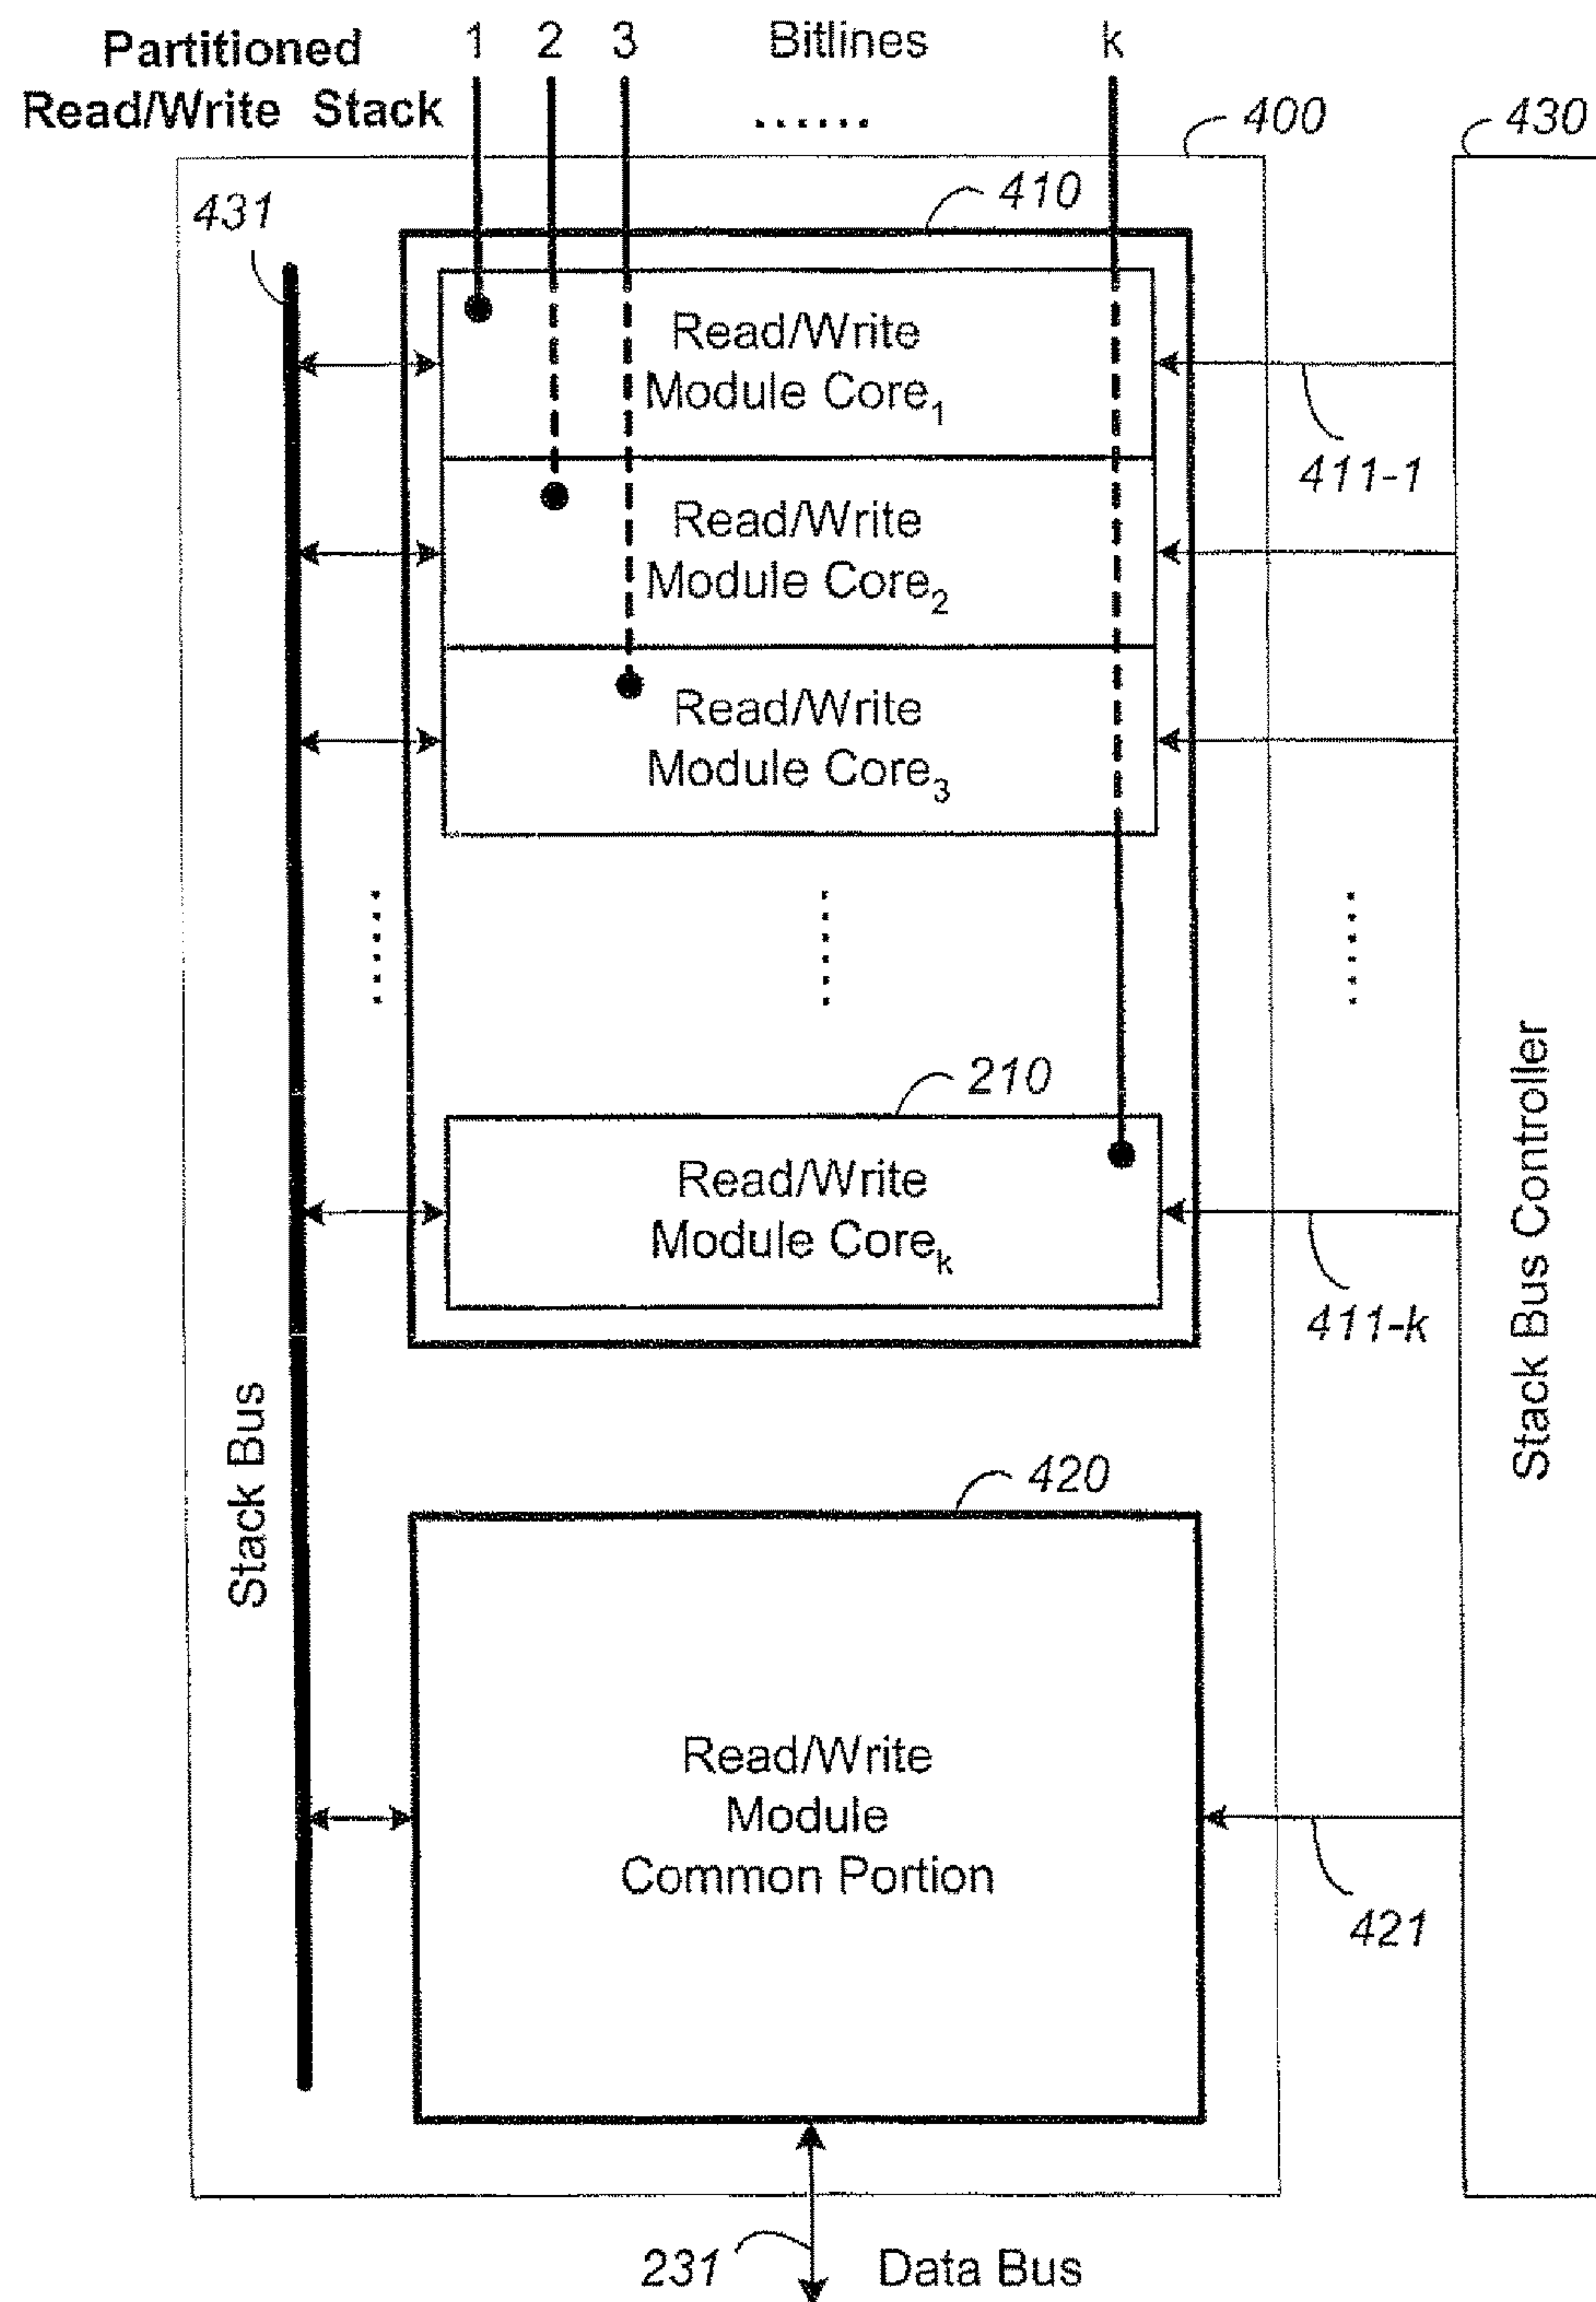 Partitioned
Read/Write Stack
1 2 3 Bitlines k
......
400
430
431
410
Read/Write
Module Core₁
411-1
Read/Write
Module Core₂
Read/Write
Module Core₃
......
......
......
210
Read/Write
Module Coreₖ
411-k
Stack Bus Controller
Stack Bus
420
Read/Write
Module
Common Portion
421
231 Data Bus